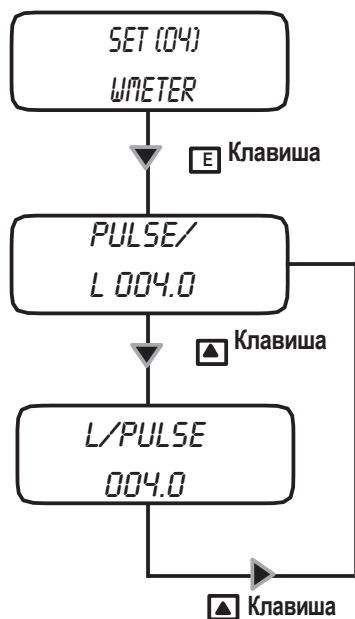 SET (04)
WMETER
E Клавиша
PULSE/
L 004.0
Клавиша
L/PULSE
004.0
Клавиша